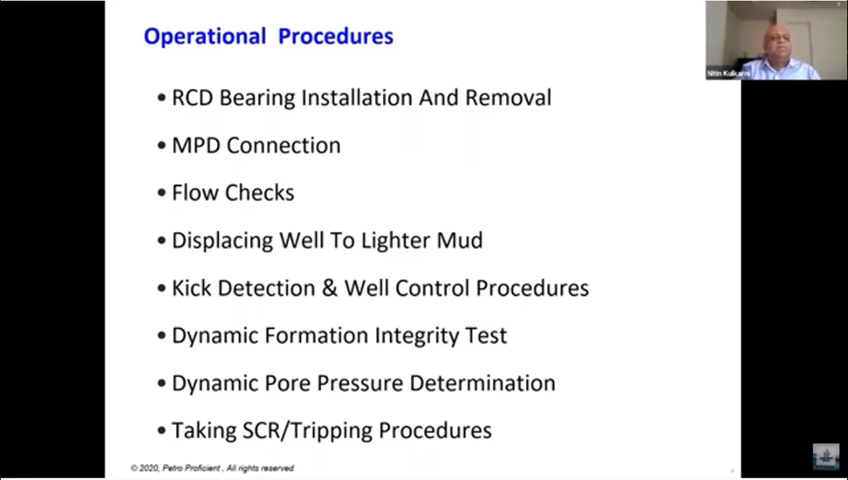 Operational Procedures
Nitin Kulkarni
• RCD Bearing Installation And Removal
• MPD Connection
• Flow Checks
• Displacing Well To Lighter Mud
• Kick Detection & Well Control Procedures
• Dynamic Formation Integrity Test
• Dynamic Pore Pressure Determination
• Taking SCR/Tripping Procedures
© 2020, Petro Proficient , All rights reserved